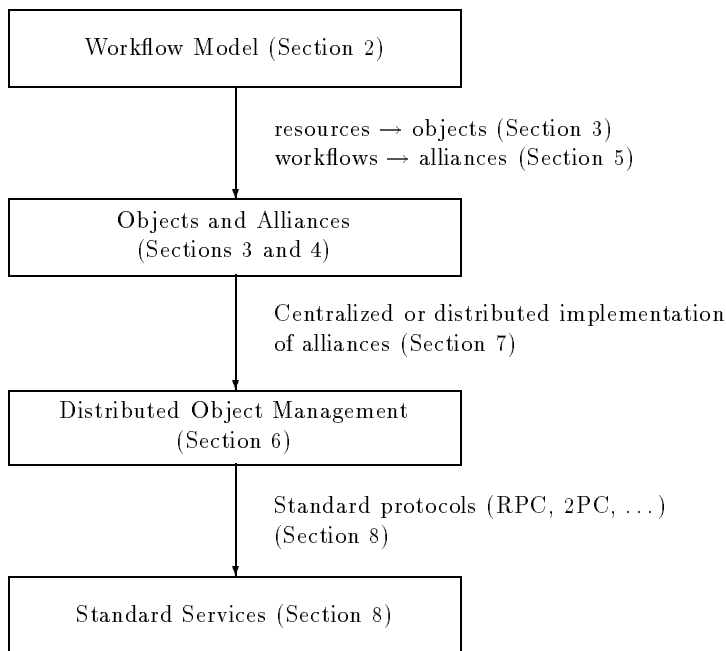 Workflow Model (Section 2)
resources → objects (Section 3)
workflows → alliances (Section 5)
Objects and Alliances
(Sections 3 and 4)
Centralized or distributed implementation
of alliances (Section 7)
Distributed Object Management
(Section 6)
Standard protocols (RPC, 2PC, ...)
(Section 8)
Standard Services (Section 8)